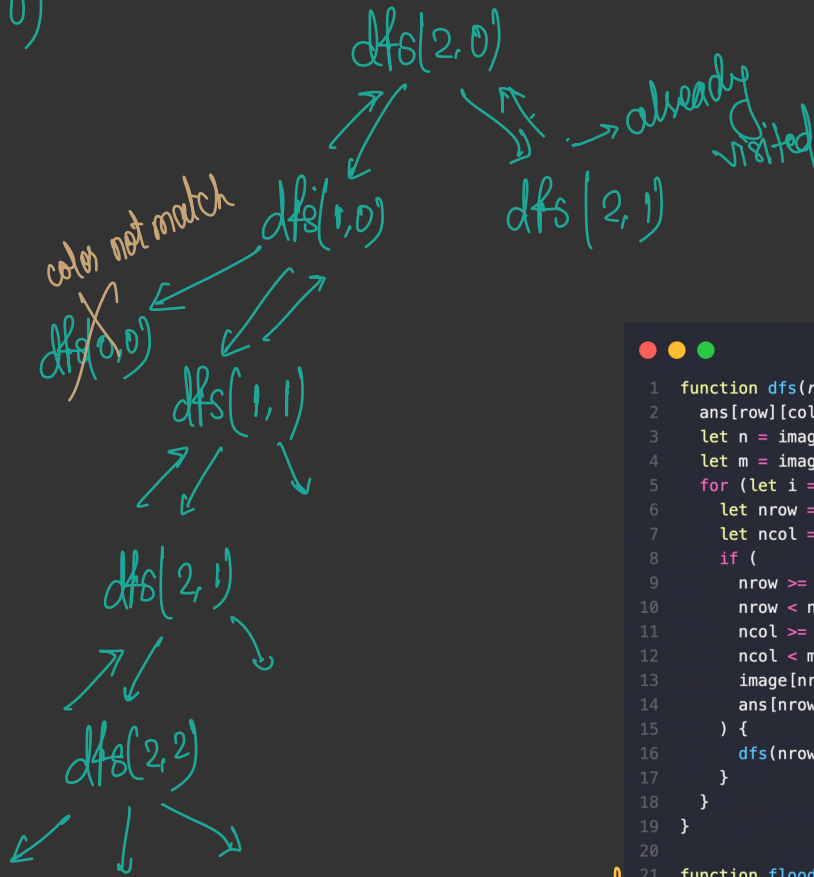 0)
dfs(2,0)
already
visited
color not match
dfs(1,0)
dfs(2,1)
dfs(0,0)
dfs(1,1)
dfs(2,1)
dfs(2,2)
1 function dfs(r
2 ans[row][col
3 let n = imag
4 let m = imag
5 for (let i =
6 let nrow =
7 let ncol =
8 if (
9 nrow >=
10 nrow < n
11 ncol >=
12 ncol < m
13 image[nr
14 ans[nrow
15 ) {
16 dfs(nrow
17 }
18 }
19 }
20
21 function flood